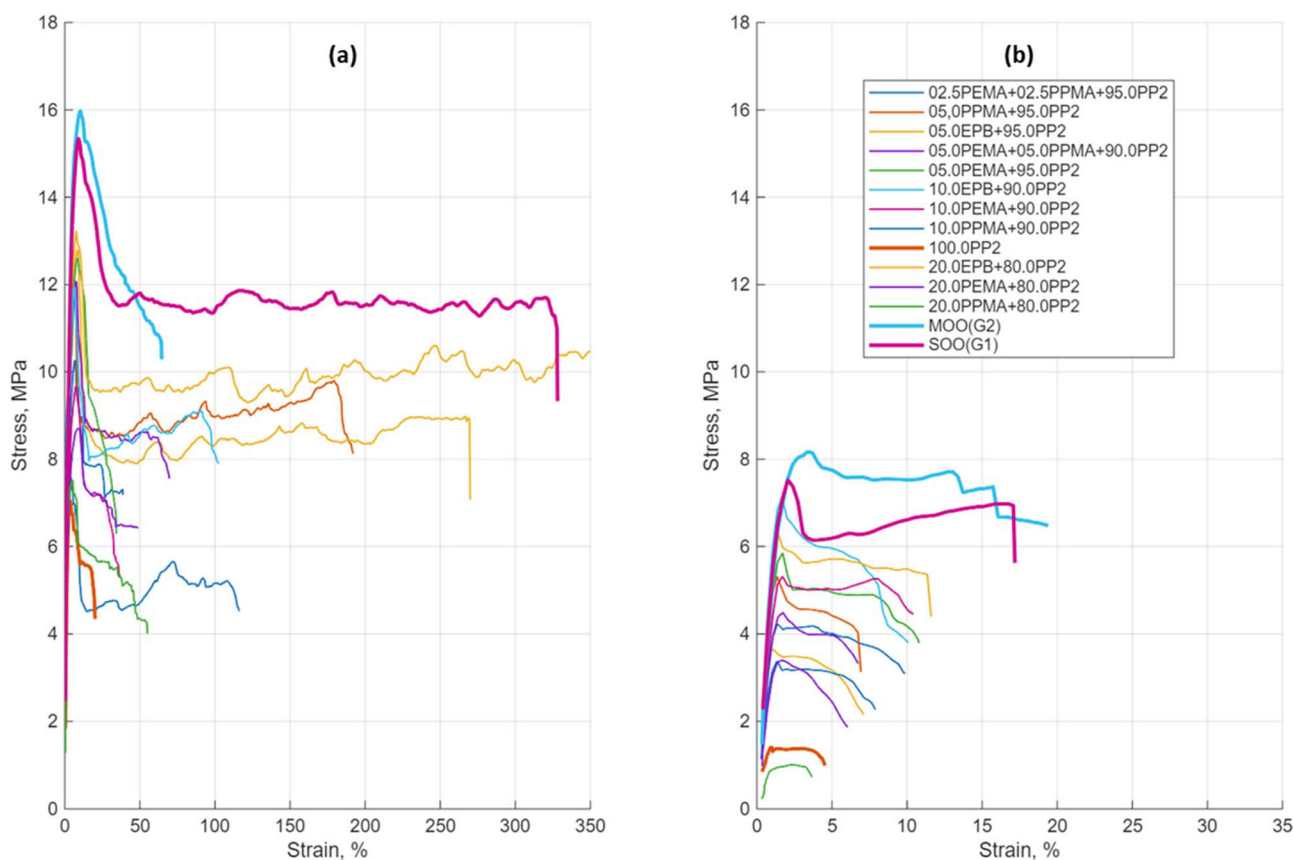 (a)
18
16
14
12
10
8
6
4
2
0
Stress, MPa
0 50 100 150 200 250 300 350
Strain, %
(b)
18
16
14
12
10
8
6
4
2
0
Stress, MPa
0 5 10 15 20 25 30 35
Strain, %
02.5PEMA+02.5PPMA+95.0PP2
05,0PPMA+95.0PP2
05.0EPB+95.0PP2
05.0PEMA+05.0PPMA+90.0PP2
05.0PEMA+95.0PP2
10.0EPB+90.0PP2
10.0PEMA+90.0PP2
10.0PPMA+90.0PP2
100.0PP2
20.0EPB+80.0PP2
20.0PEMA+80.0PP2
20.0PPMA+80.0PP2
MOO(G2)
SOO(G1)